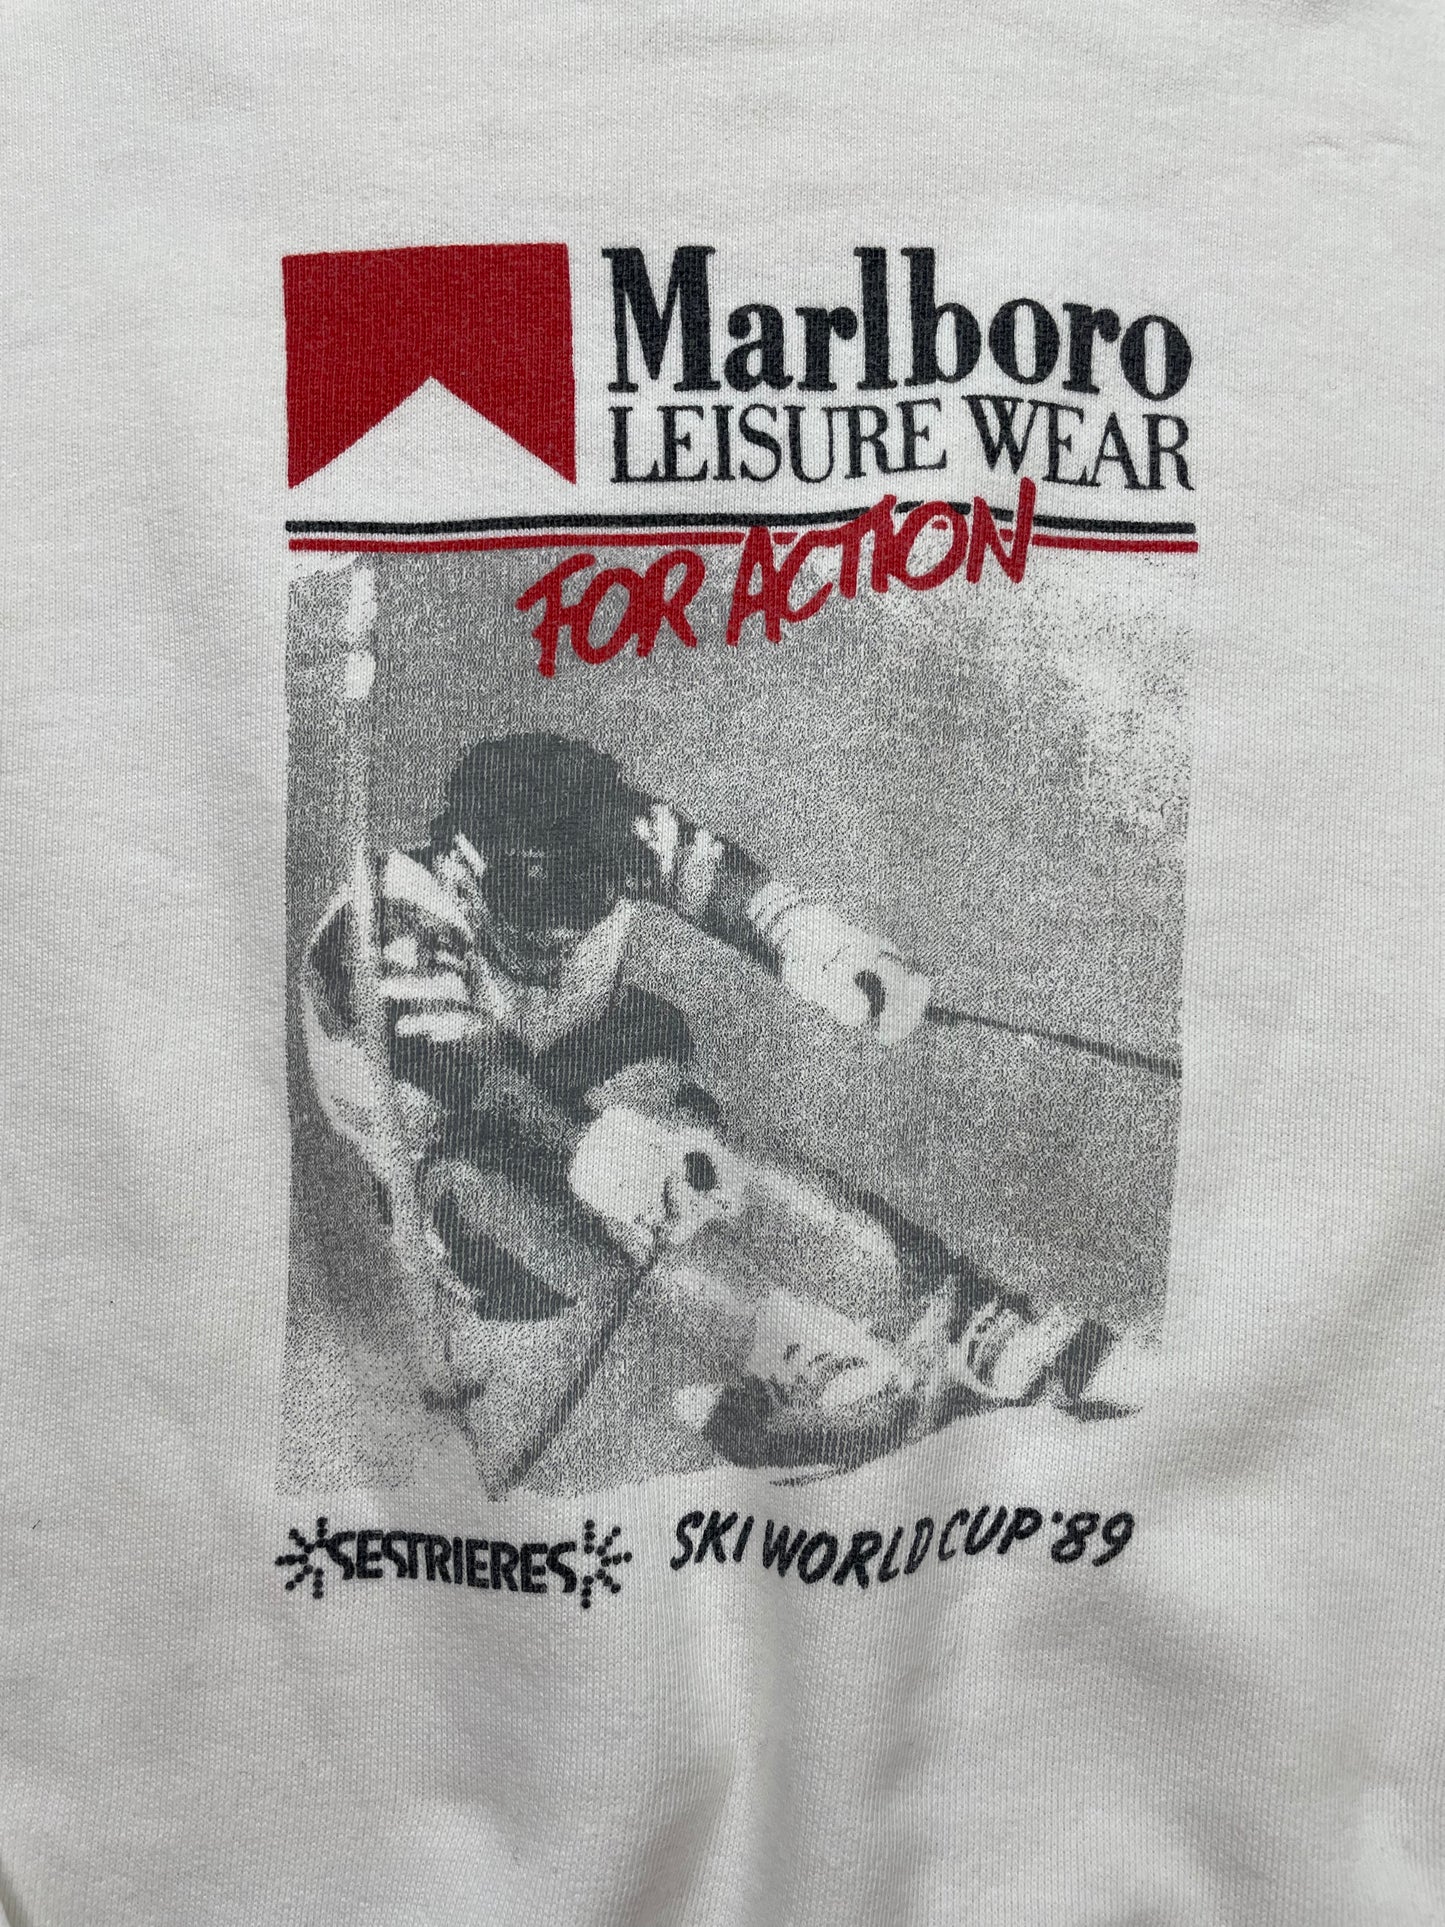 Marlboro
LEISURE WEAR
FOR ACTION
SESTRIERES
SKI WORLD CUP '89